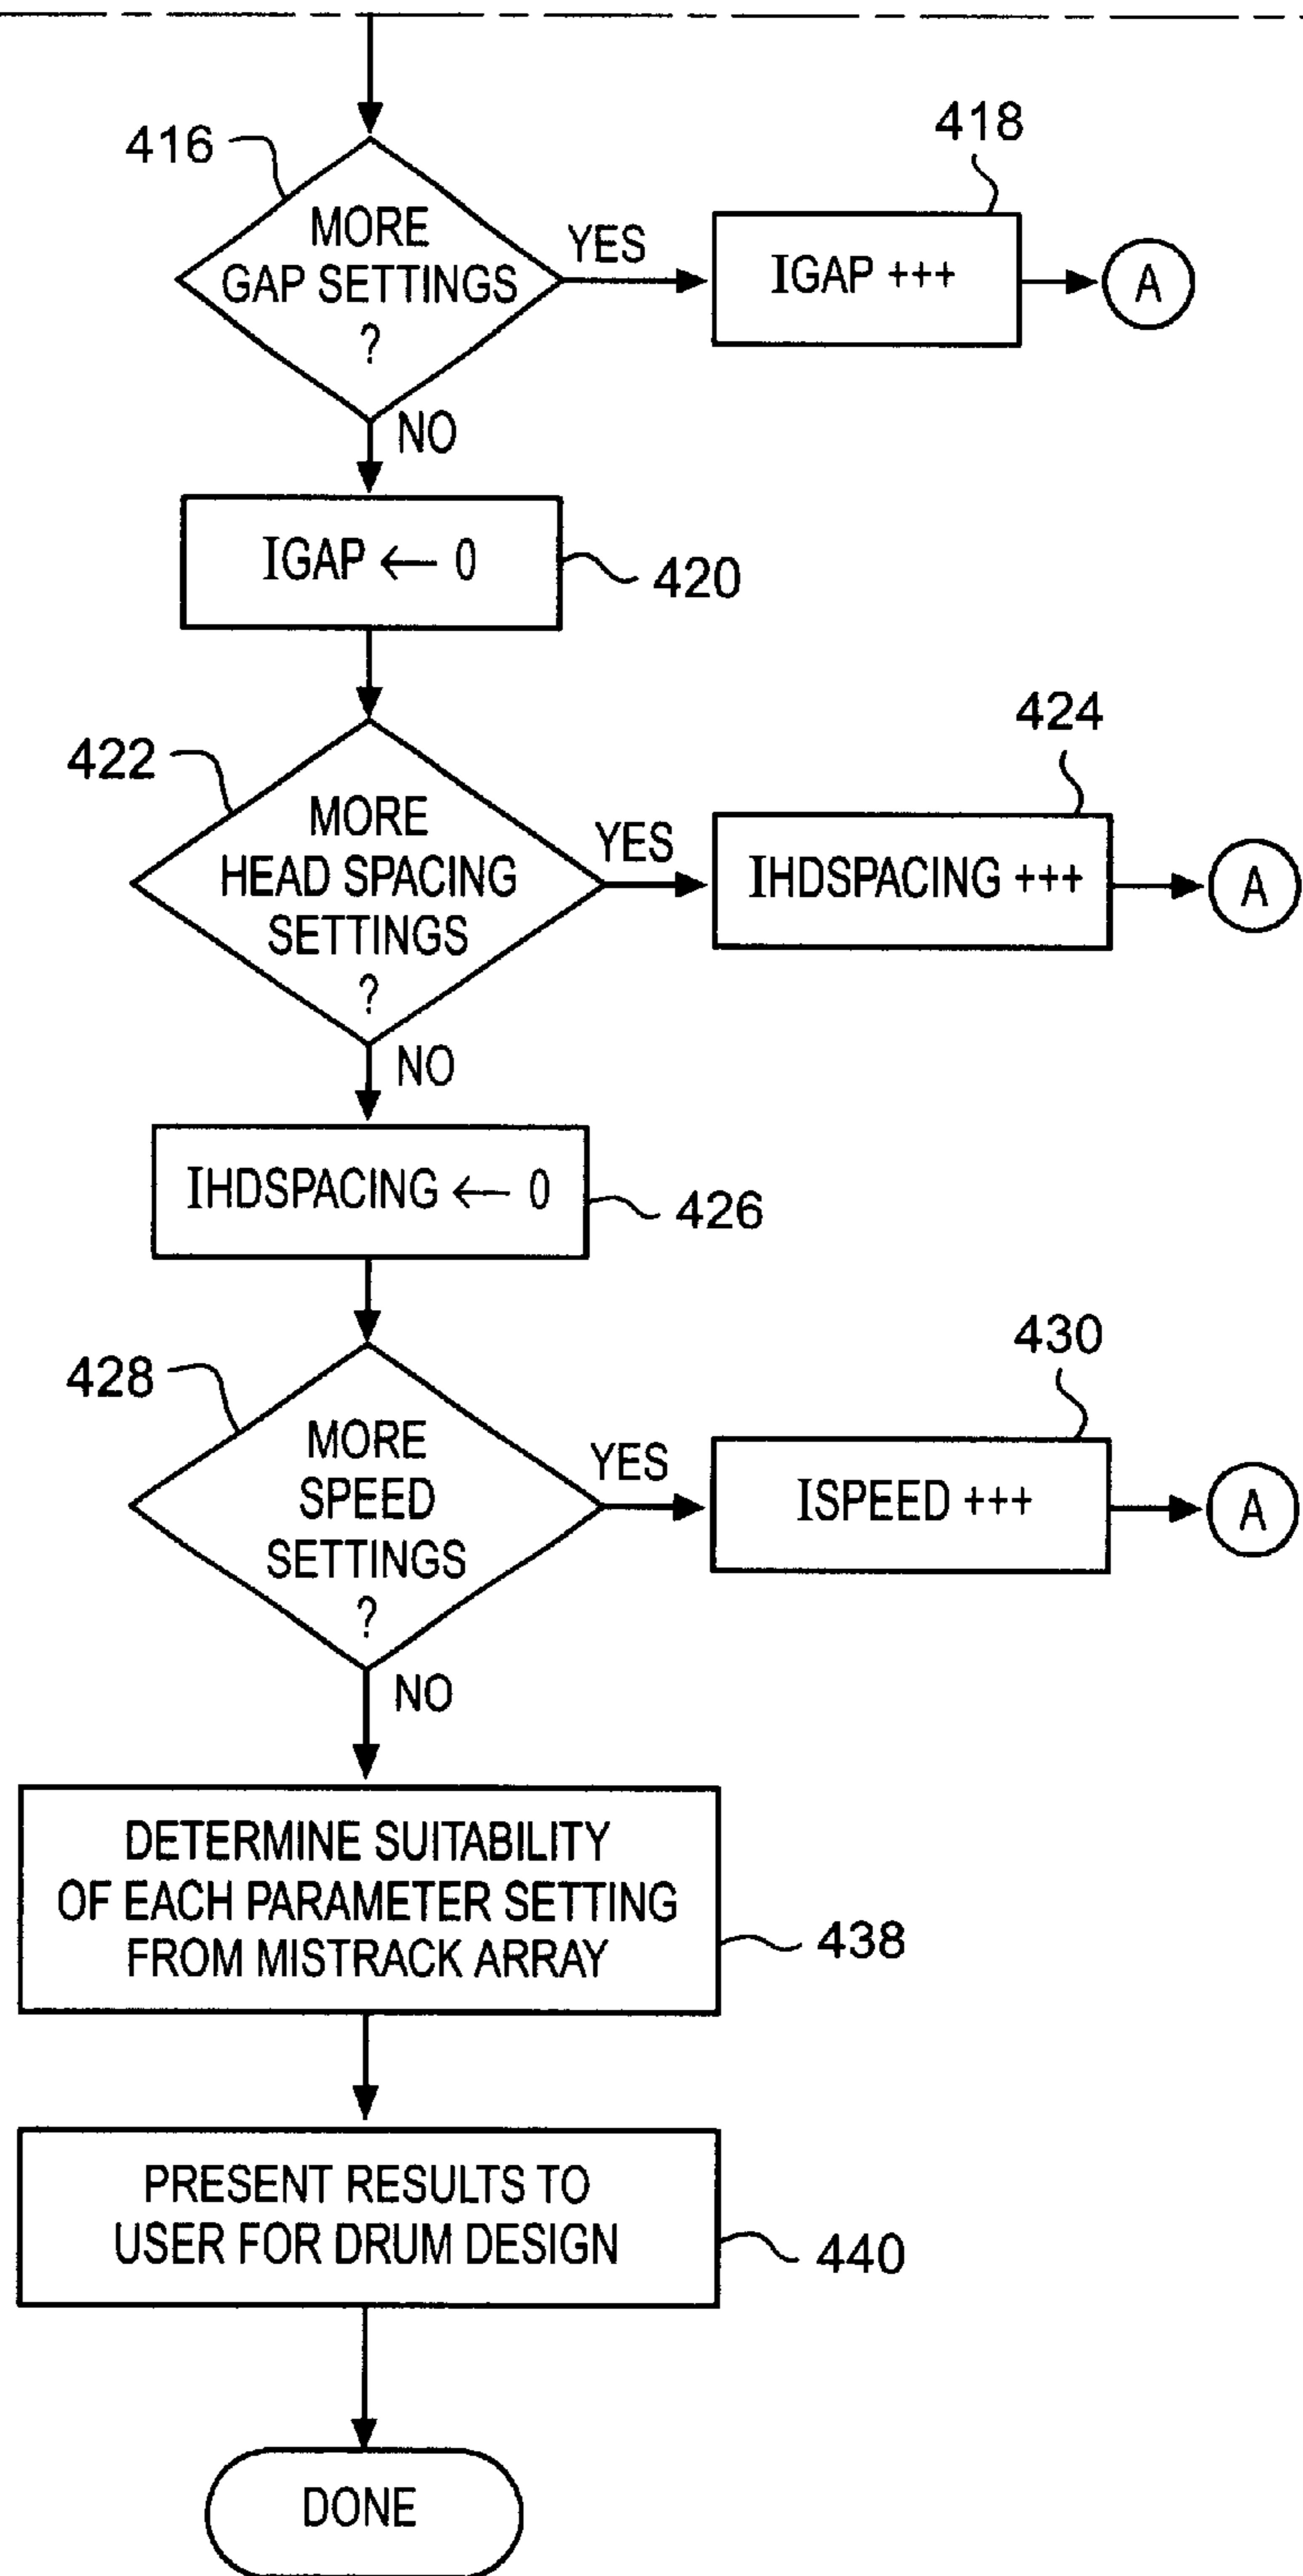 416
MORE
GAP SETTINGS
?
YES
418
IGAP +++
A
NO
IGAP ← 0
420
422
MORE
HEAD SPACING
SETTINGS
?
YES
424
IHDSPACING +++
A
NO
IHDSPACING ← 0
426
428
MORE
SPEED
SETTINGS
?
YES
430
ISPEED +++
A
NO
DETERMINE SUITABILITY
OF EACH PARAMETER SETTING
FROM MISTRACK ARRAY
438
PRESENT RESULTS TO
USER FOR DRUM DESIGN
440
DONE